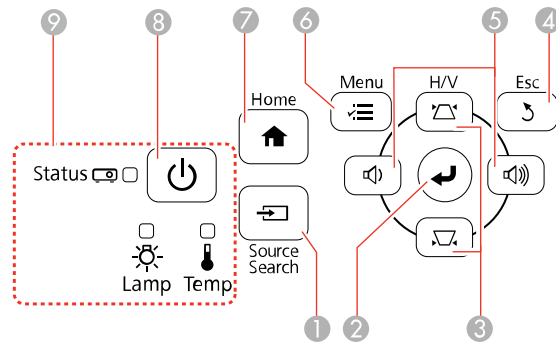 9 8 7 6 5 4
Menu H/V Esc
Home
Status
Source
Search
Lamp Temp
1 2 3